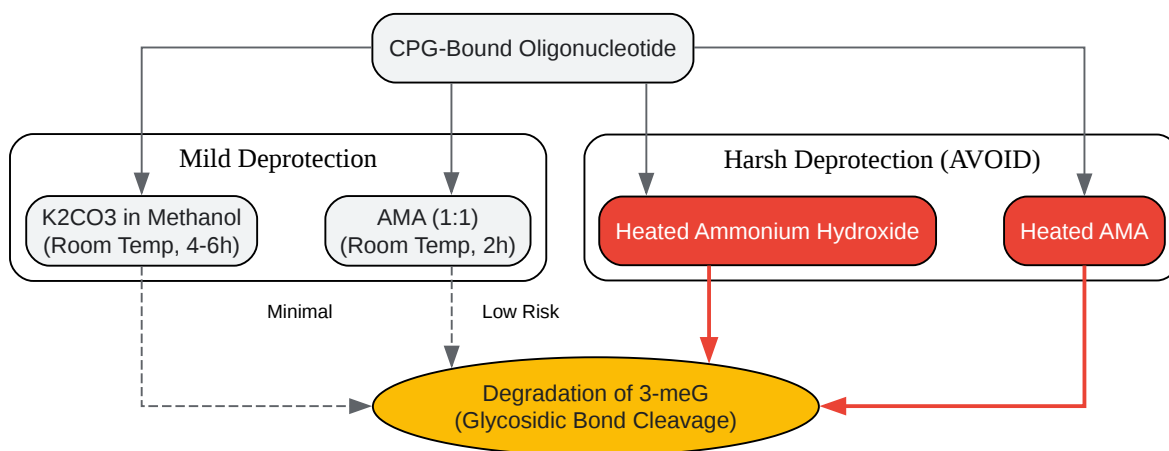 CPG-Bound Oligonucleotide
Mild Deprotection
Harsh Deprotection (AVOID)
K2CO3 in Methanol
(Room Temp, 4-6h)
AMA (1:1)
(Room Temp, 2h)
Heated Ammonium Hydroxide
Heated AMA
Minimal
Low Risk
Degradation of 3-meG
(Glycosidic Bond Cleavage)